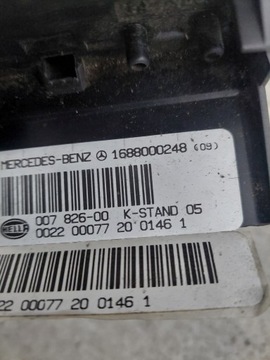 MERCEDES-BENZ 1688000248 (09)
007 826-00 K-STAND 05
HELLA 0022 00077 20 0146 1
0022 00077 20 0146 1